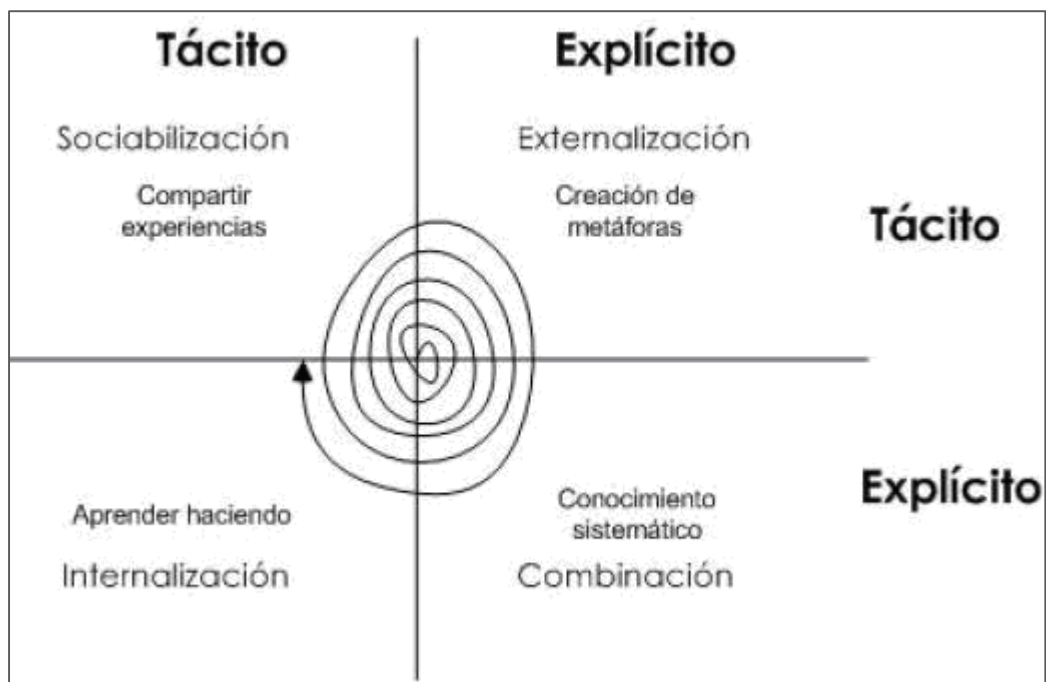 Tácito
Explícito
Sociabilización
Externalización
Compartir
experiencias
Creación de
metáforas
Tácito
Explícito
Aprender haciendo
Conocimiento
sistemático
Internalización
Combinación